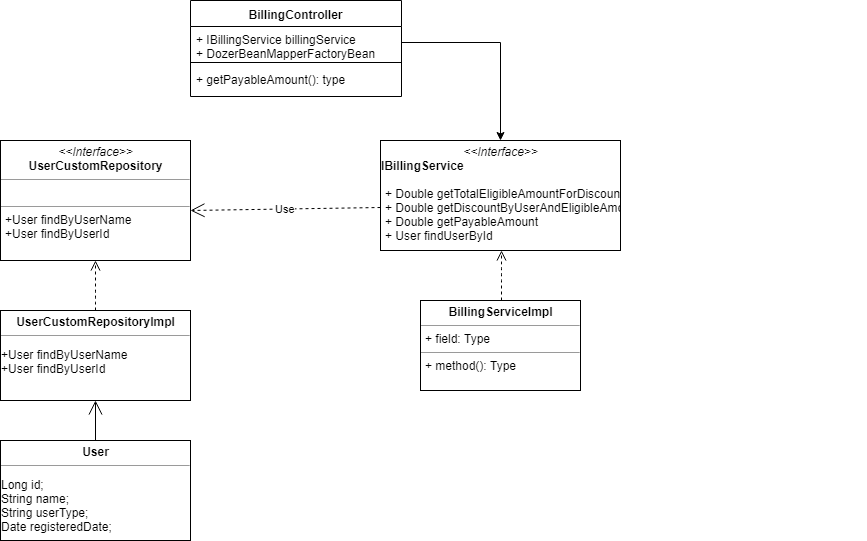 BillingController
+ IBillingService billingService
+ DozerBeanMapperFactoryBean
+ getPayableAmount(): type
<<Interface>>
UserCustomRepository
+User findByUserName
+User findByUserId
Use
<<Interface>>
IBillingService
+ Double getTotalEligibleAmountForDiscoun
+ Double getDiscountByUserAndEligibleAmo
+ Double getPayableAmount
+ User findUserById
UserCustomRepositoryImpl
+User findByUserName
+User findByUserId
BillingServiceImpl
+ field: Type
+ method(): Type
User
Long id;
String name;
String userType;
Date registeredDate;